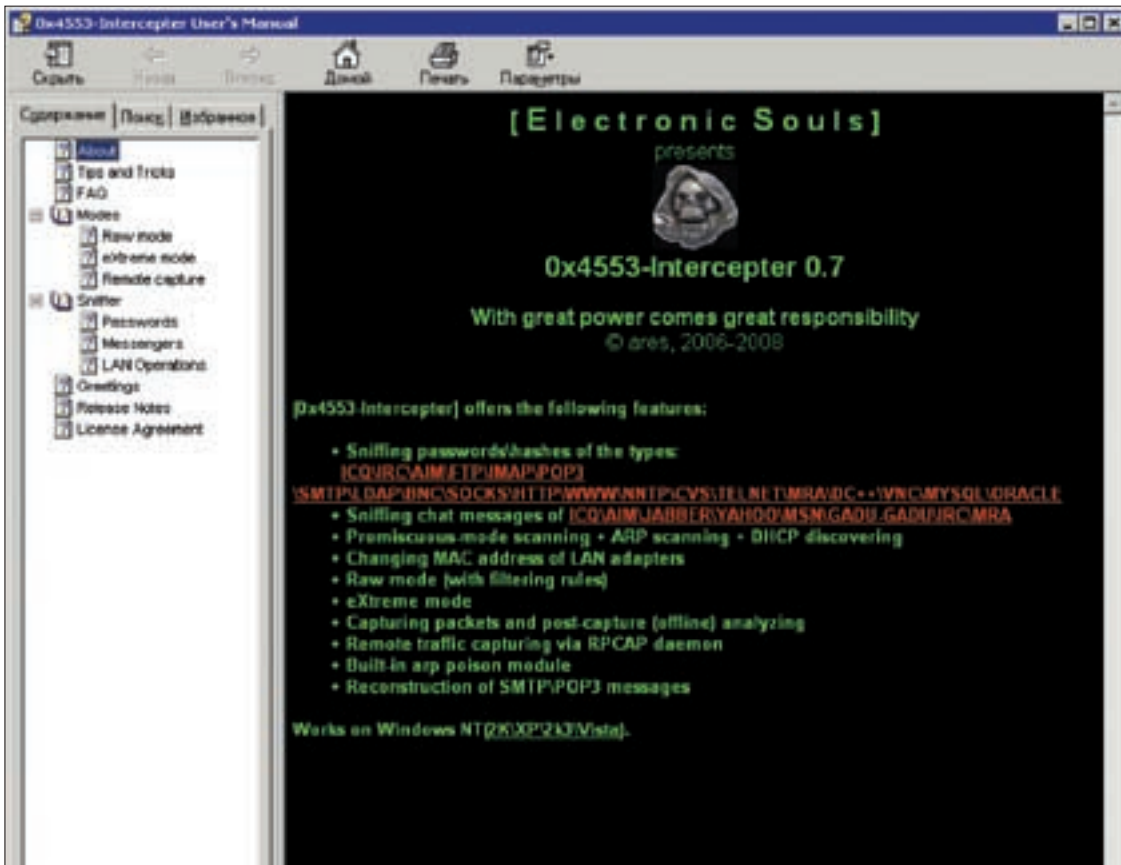 0x4553-Intercepter User's Manual
Скрыть Назад Вперед Домой Печать Параметры
Содержание Поиск Избранное
About
Tips and Tricks
FAQ
Modes
Raw mode
eXtreme mode
Remote capture
Sniffer
Passwords
Messengers
LAN Operations
Greetings
Release Notes
License Agreement
[Electronic Souls]
presents
0x4553-Intercepter 0.7
With great power comes great responsibility
© ares, 2006-2008
[0x4553-Intercepter] offers the following features:
+ Sniffing passwords\hashes of the types:
ICQ\IRC\AIM\FTP\IMAP\POP3
\SMTP\LDAP\BNC\SOCKS\HTTP\WWW\NNTP\CVS\TELNET\MRA\DC++\VNC\MYSQL\ORACLE
+ Sniffing chat messages of ICQ\AIM\JABBER\YAHOO\MSN\GADU-GADU\IRC\MRA
+ Promiscuous-mode scanning + ARP scanning + DHCP discovering
+ Changing MAC address of LAN adapters
+ Raw mode (with filtering rules)
+ eXtreme mode
+ Capturing packets and post-capture (offline) analyzing
+ Remote traffic capturing via RPCAP daemon
+ Built-in arp poison module
+ Reconstruction of SMTP\POP3 messages
Works on Windows NT(2K\XP\2k3\Vista).